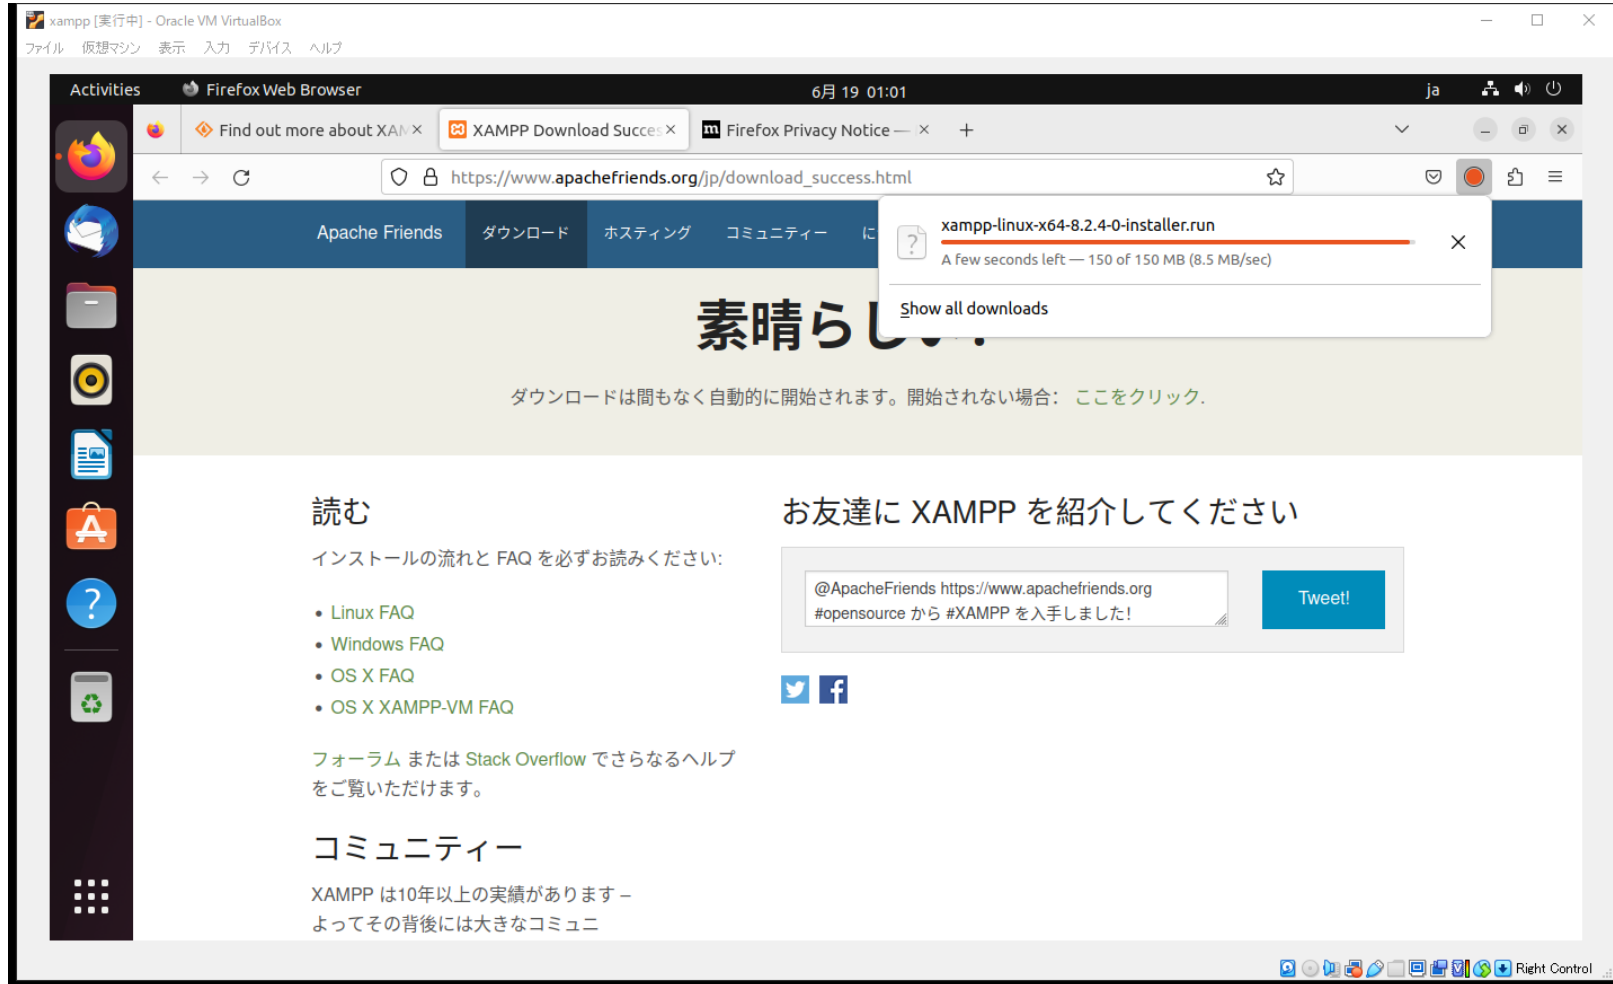 xampp [実行中] - Oracle VM VirtualBox
ファイル 仮想マシン 表示 入力 デバイス ヘルプ
Activities Firefox Web Browser 6月 19 01:01 ja
Find out more about XAM XAMPP Download Succes Firefox Privacy Notice —
https://www.apachefriends.org/jp/download_success.html
Apache Friends ダウンロード ホスティング コミュニティー に
xampp-linux-x64-8.2.4-0-installer.run
A few seconds left — 150 of 150 MB (8.5 MB/sec)
Show all downloads
素晴らしい!
ダウンロードは間もなく自動的に開始されます。開始されない場合: ここをクリック.
読む
インストールの流れと FAQ を必ずお読みください:
• Linux FAQ
• Windows FAQ
• OS X FAQ
• OS X XAMPP-VM FAQ
フォーラム または Stack Overflow でさらなるヘルプ
をご覧いただけます。
コミュニティー
XAMPP は10年以上の実績があります –
よってその背後には大きなコミュニ
お友達に XAMPP を紹介してください
@ApacheFriends https://www.apachefriends.org
#opensource から #XAMPP を入手しました!
Tweet!
Right Control